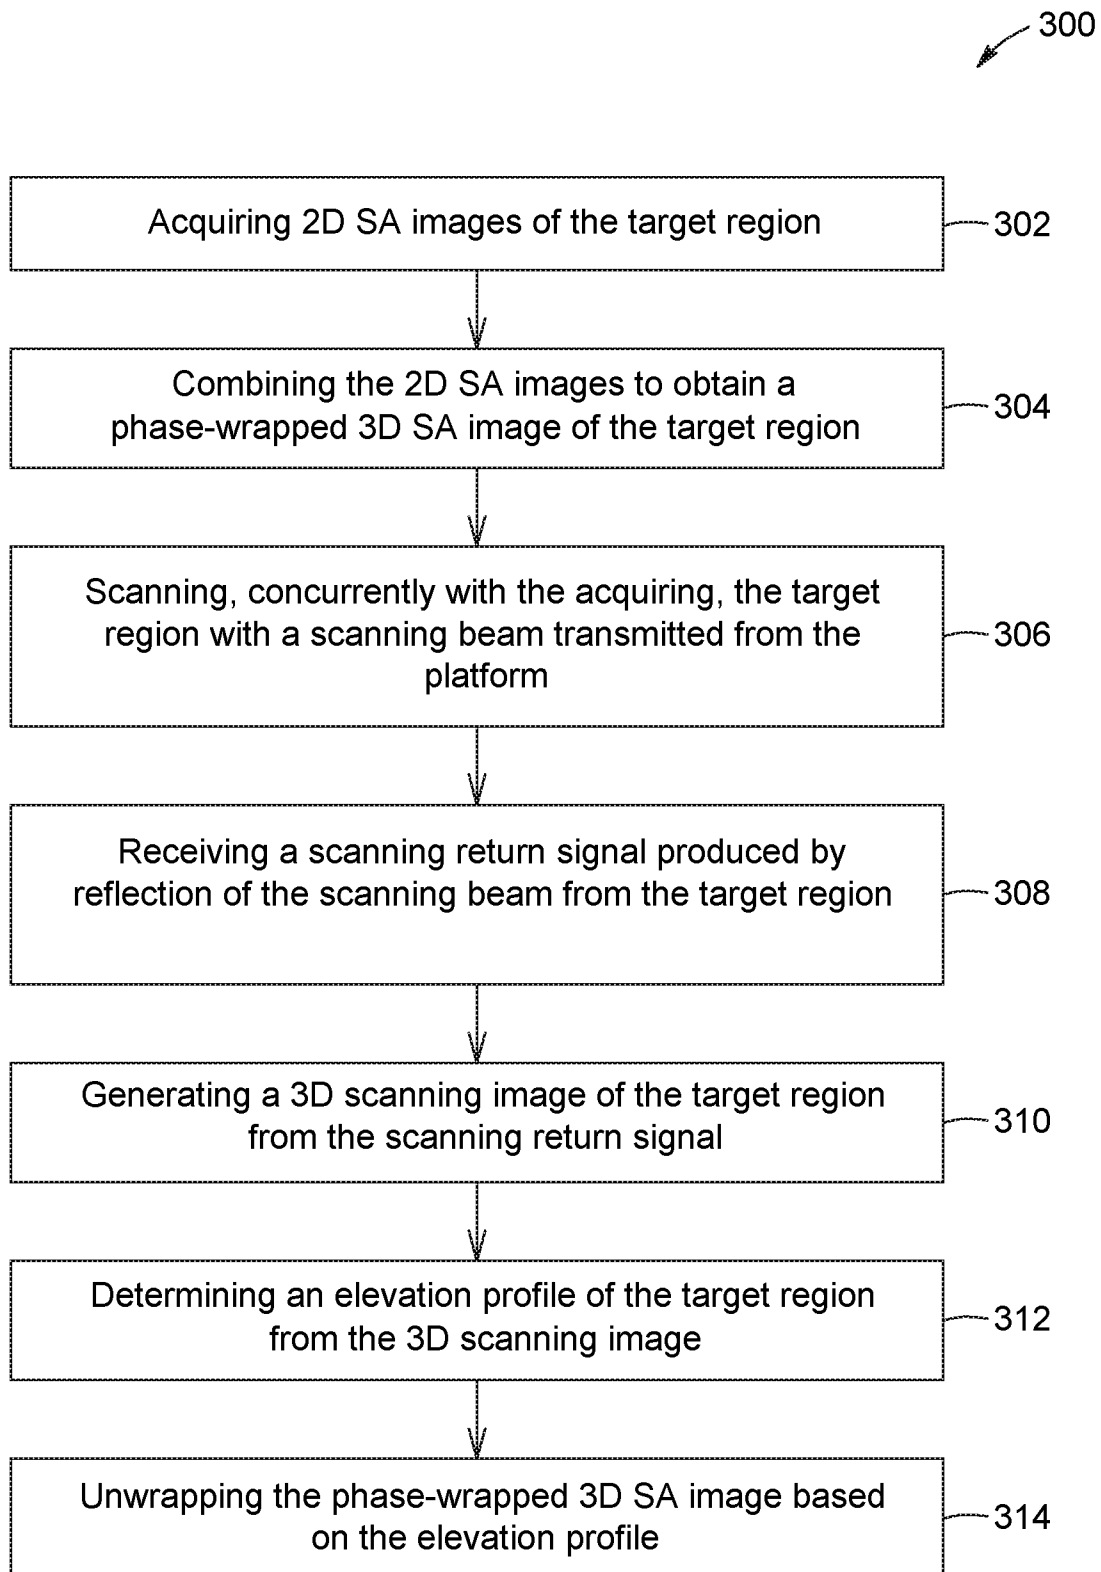 300
Acquiring 2D SA images of the target region
302
Combining the 2D SA images to obtain a
phase-wrapped 3D SA image of the target region
304
Scanning, concurrently with the acquiring, the target
region with a scanning beam transmitted from the
platform
306
Receiving a scanning return signal produced by
reflection of the scanning beam from the target region
308
Generating a 3D scanning image of the target region
from the scanning return signal
310
Determining an elevation profile of the target region
from the 3D scanning image
312
Unwrapping the phase-wrapped 3D SA image based
on the elevation profile
314